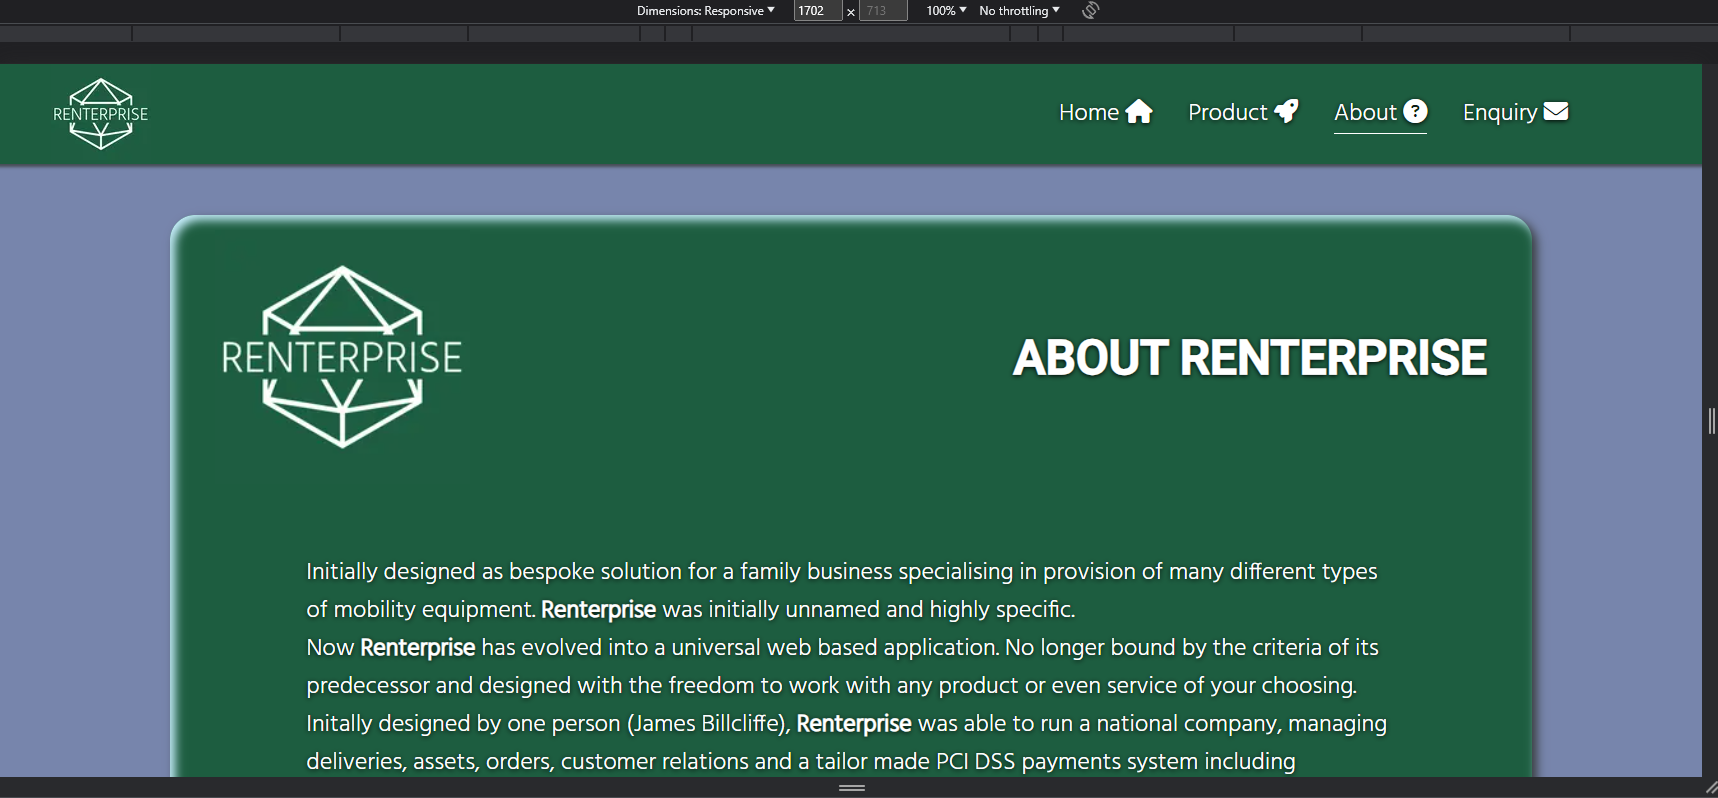 Dimensions: Responsive 1702 × 713 100% No throttling
RENTERPRISE
Home Product About ? Enquiry
RENTERPRISE
ABOUT RENTERPRISE
Initially designed as bespoke solution for a family business specialising in provision of many different types
of mobility equipment. Renterprise was initially unnamed and highly specific.
Now Renterprise has evolved into a universal web based application. No longer bound by the criteria of its
predecessor and designed with the freedom to work with any product or even service of your choosing.
Initally designed by one person (James Billcliffe), Renterprise was able to run a national company, managing
deliveries, assets, orders, customer relations and a tailor made PCI DSS payments system including